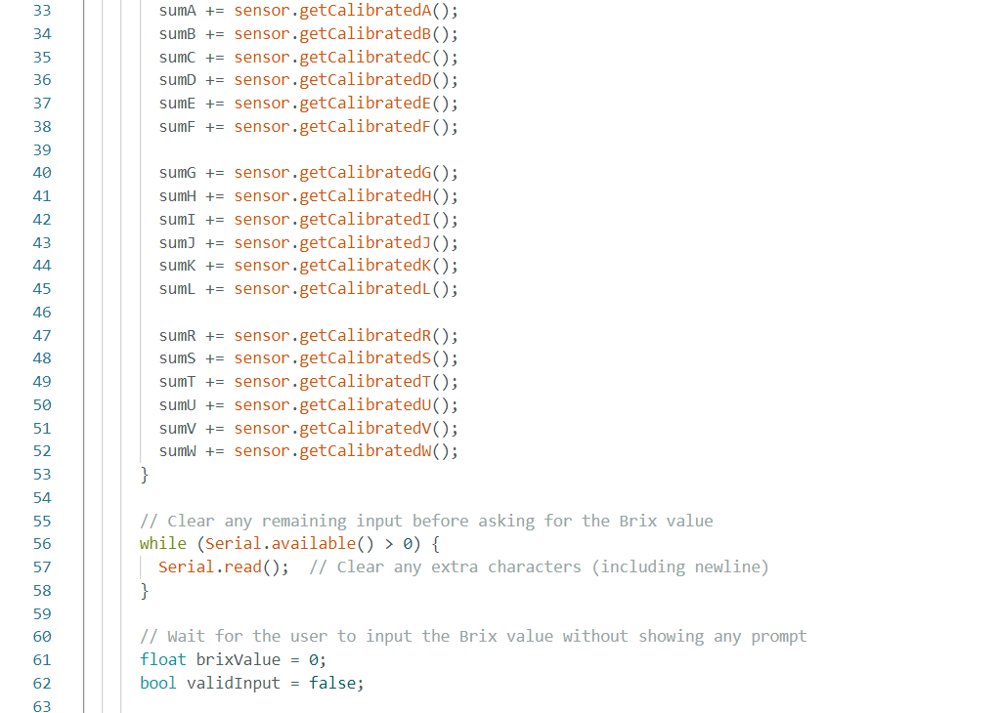 33 sumA += sensor.getCalibratedA();
34 sumB += sensor.getCalibratedB();
35 sumC += sensor.getCalibratedC();
36 sumD += sensor.getCalibratedD();
37 sumE += sensor.getCalibratedE();
38 sumF += sensor.getCalibratedF();
39
40 sumG += sensor.getCalibratedG();
41 sumH += sensor.getCalibratedH();
42 sumI += sensor.getCalibratedI();
43 sumJ += sensor.getCalibratedJ();
44 sumK += sensor.getCalibratedK();
45 sumL += sensor.getCalibratedL();
46
47 sumR += sensor.getCalibratedR();
48 sumS += sensor.getCalibratedS();
49 sumT += sensor.getCalibratedT();
50 sumU += sensor.getCalibratedU();
51 sumV += sensor.getCalibratedV();
52 sumW += sensor.getCalibratedW();
53 }
54
55 // Clear any remaining input before asking for the Brix value
56 while (Serial.available() > 0) {
57 Serial.read();  // Clear any extra characters (including newline)
58 }
59
60 // Wait for the user to input the Brix value without showing any prompt
61 float brixValue = 0;
62 bool validInput = false;
63